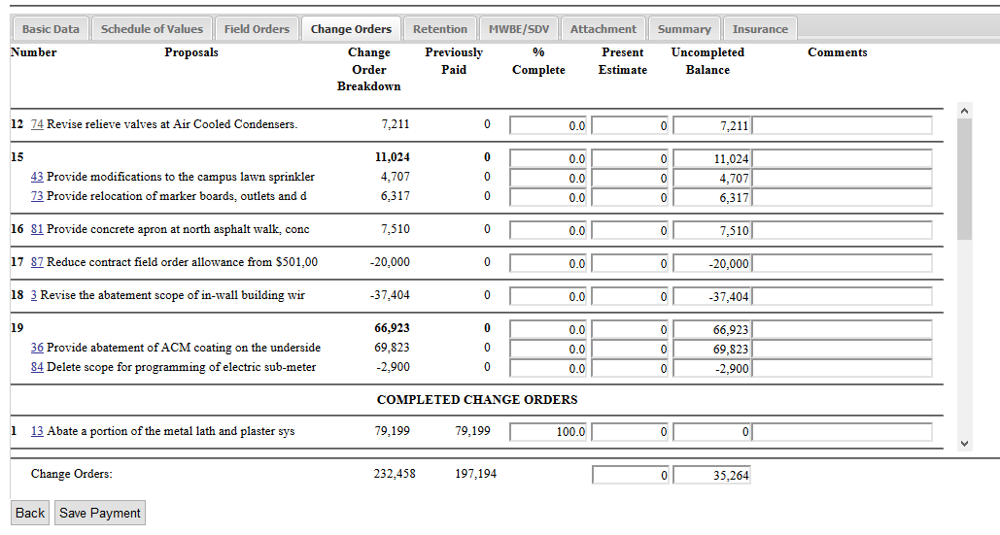 Basic Data Schedule of Values Field Orders Change Orders Retention MWBE/SDV Attachment Summary Insurance
Number Proposals Change Order Breakdown Previously Paid % Complete Present Estimate Uncompleted Balance Comments
12 74 Revise relieve valves at Air Cooled Condensers. 7,211 0 0.0 0 7,211
15 11,024 0 0.0 0 11,024
43 Provide modifications to the campus lawn sprinkler 4,707 0 0.0 0 4,707
73 Provide relocation of marker boards, outlets and d 6,317 0 0.0 0 6,317
16 81 Provide concrete apron at north asphalt walk, conc 7,510 0 0.0 0 7,510
17 87 Reduce contract field order allowance from $501,00 -20,000 0 0.0 0 -20,000
18 3 Revise the abatement scope of in-wall building wir -37,404 0 0.0 0 -37,404
19 66,923 0 0.0 0 66,923
36 Provide abatement of ACM coating on the underside 69,823 0 0.0 0 69,823
84 Delete scope for programming of electric sub-meter -2,900 0 0.0 0 -2,900
COMPLETED CHANGE ORDERS
1 13 Abate a portion of the metal lath and plaster sys 79,199 79,199 100.0 0 0
Change Orders: 232,458 197,194 0 35,264
Back Save Payment